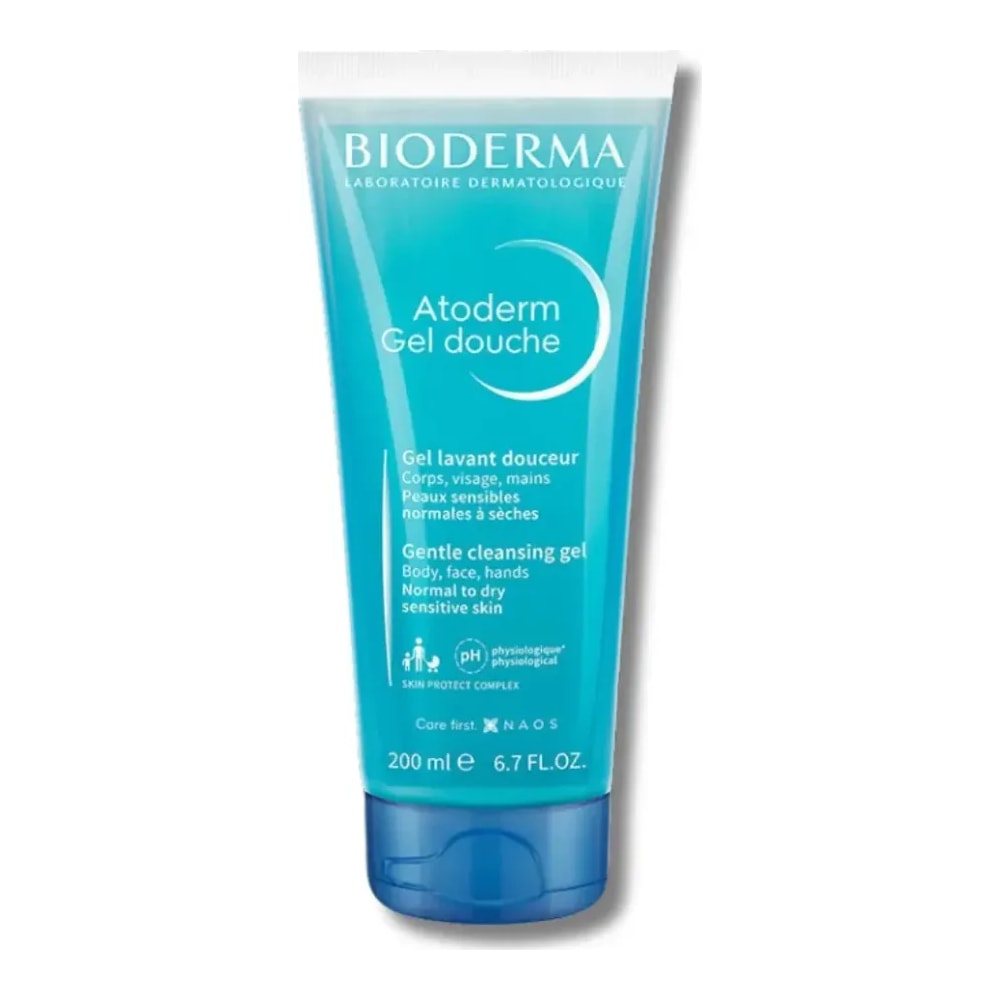 BIODERMA
LABORATOIRE DERMATOLOGIQUE
Atoderm
Gel douche
Gel lavant douceur
Corps, visage, mains
Peaux sensibles
normales à sèches
Gentle cleansing gel
Body, face, hands
Normal to dry
sensitive skin
pH physiologique*
physiological
SKIN PROTECT COMPLEX
Care first. NAOS
200 ml ℮ 6.7 FL.OZ.